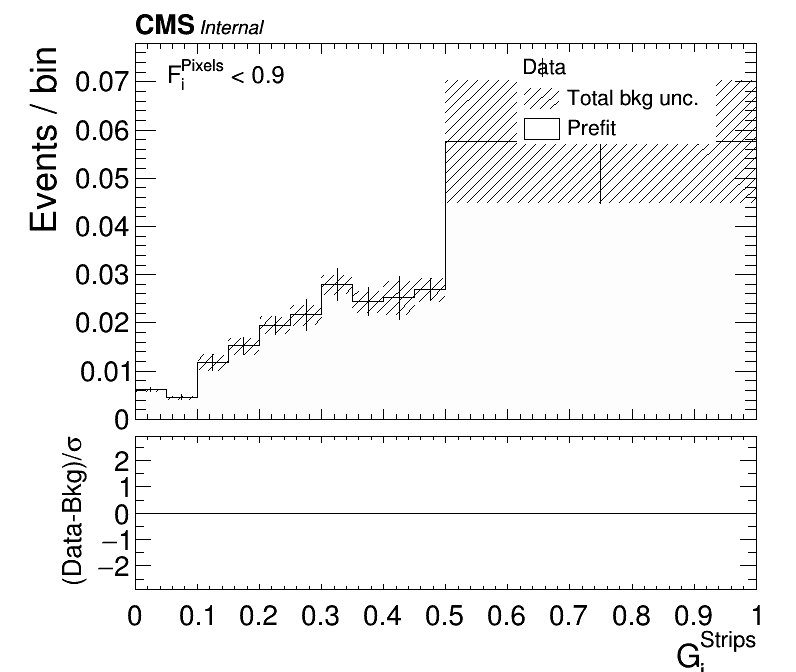 CMS Internal
F_i^Pixels < 0.9
Data
Total bkg unc.
Prefit
Events / bin
0.07
0.06
0.05
0.04
0.03
0.02
0.01
0
(Data-Bkg)/σ
2
1
0
−1
−2
0 0.1 0.2 0.3 0.4 0.5 0.6 0.7 0.8 0.9 1
G_i^Strips